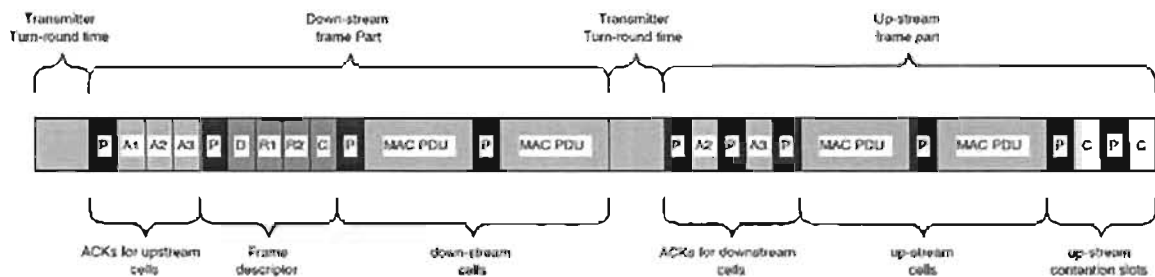 Transmitter
Turn-round time
Down-stream
frame Part
Transmitter
Turn-round time
Up-stream
frame part
P A1 A2 A3 P D R1 R2 C P MAC PDU P MAC PDU P A2 P A3 P MAC PDU P MAC PDU P C P C
ACKs for upstream
cells
Frame
descriptor
down-stream
cells
ACKs for downstream
cells
up-stream
cells
up-stream
contention slots